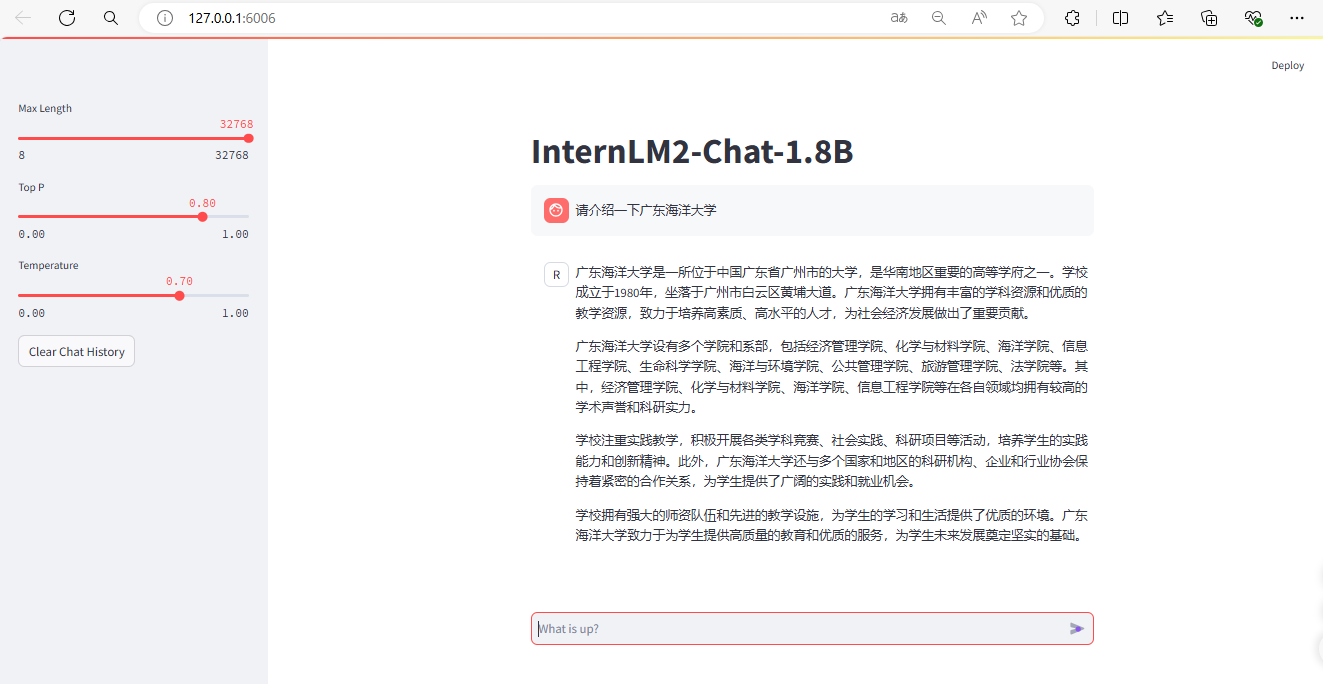 127.0.0.1:6006
aあ
A
Deploy
Max Length
32768
8 32768
Top P
0.80
0.00 1.00
Temperature
0.70
0.00 1.00
Clear Chat History
InternLM2-Chat-1.8B
请介绍一下广东海洋大学
R
广东海洋大学是一所位于中国广东省广州市的大学，是华南地区重要的高等学府之一。学校
成立于1980年，坐落于广州市白云区黄埔大道。广东海洋大学拥有丰富的学科资源和优质的
教学资源，致力于培养高素质、高水平的人才，为社会经济发展做出了重要贡献。
广东海洋大学设有多个学院和系部，包括经济管理学院、化学与材料学院、海洋学院、信息
工程学院、生命科学学院、海洋与环境学院、公共管理学院、旅游管理学院、法学院等。其
中，经济管理学院、化学与材料学院、海洋学院、信息工程学院等在各自领域均拥有较高的
学术声誉和科研实力。
学校注重实践教学，积极开展各类学科竞赛、社会实践、科研项目等活动，培养学生的实践
能力和创新精神。此外，广东海洋大学还与多个国家和地区的科研机构、企业和行业协会保
持着紧密的合作关系，为学生提供了广阔的实践和就业机会。
学校拥有强大的师资队伍和先进的教学设施，为学生的学习和生活提供了优质的环境。广东
海洋大学致力于为学生提供高质量的教育和优质的服务，为学生未来发展奠定坚实的基础。
What is up?